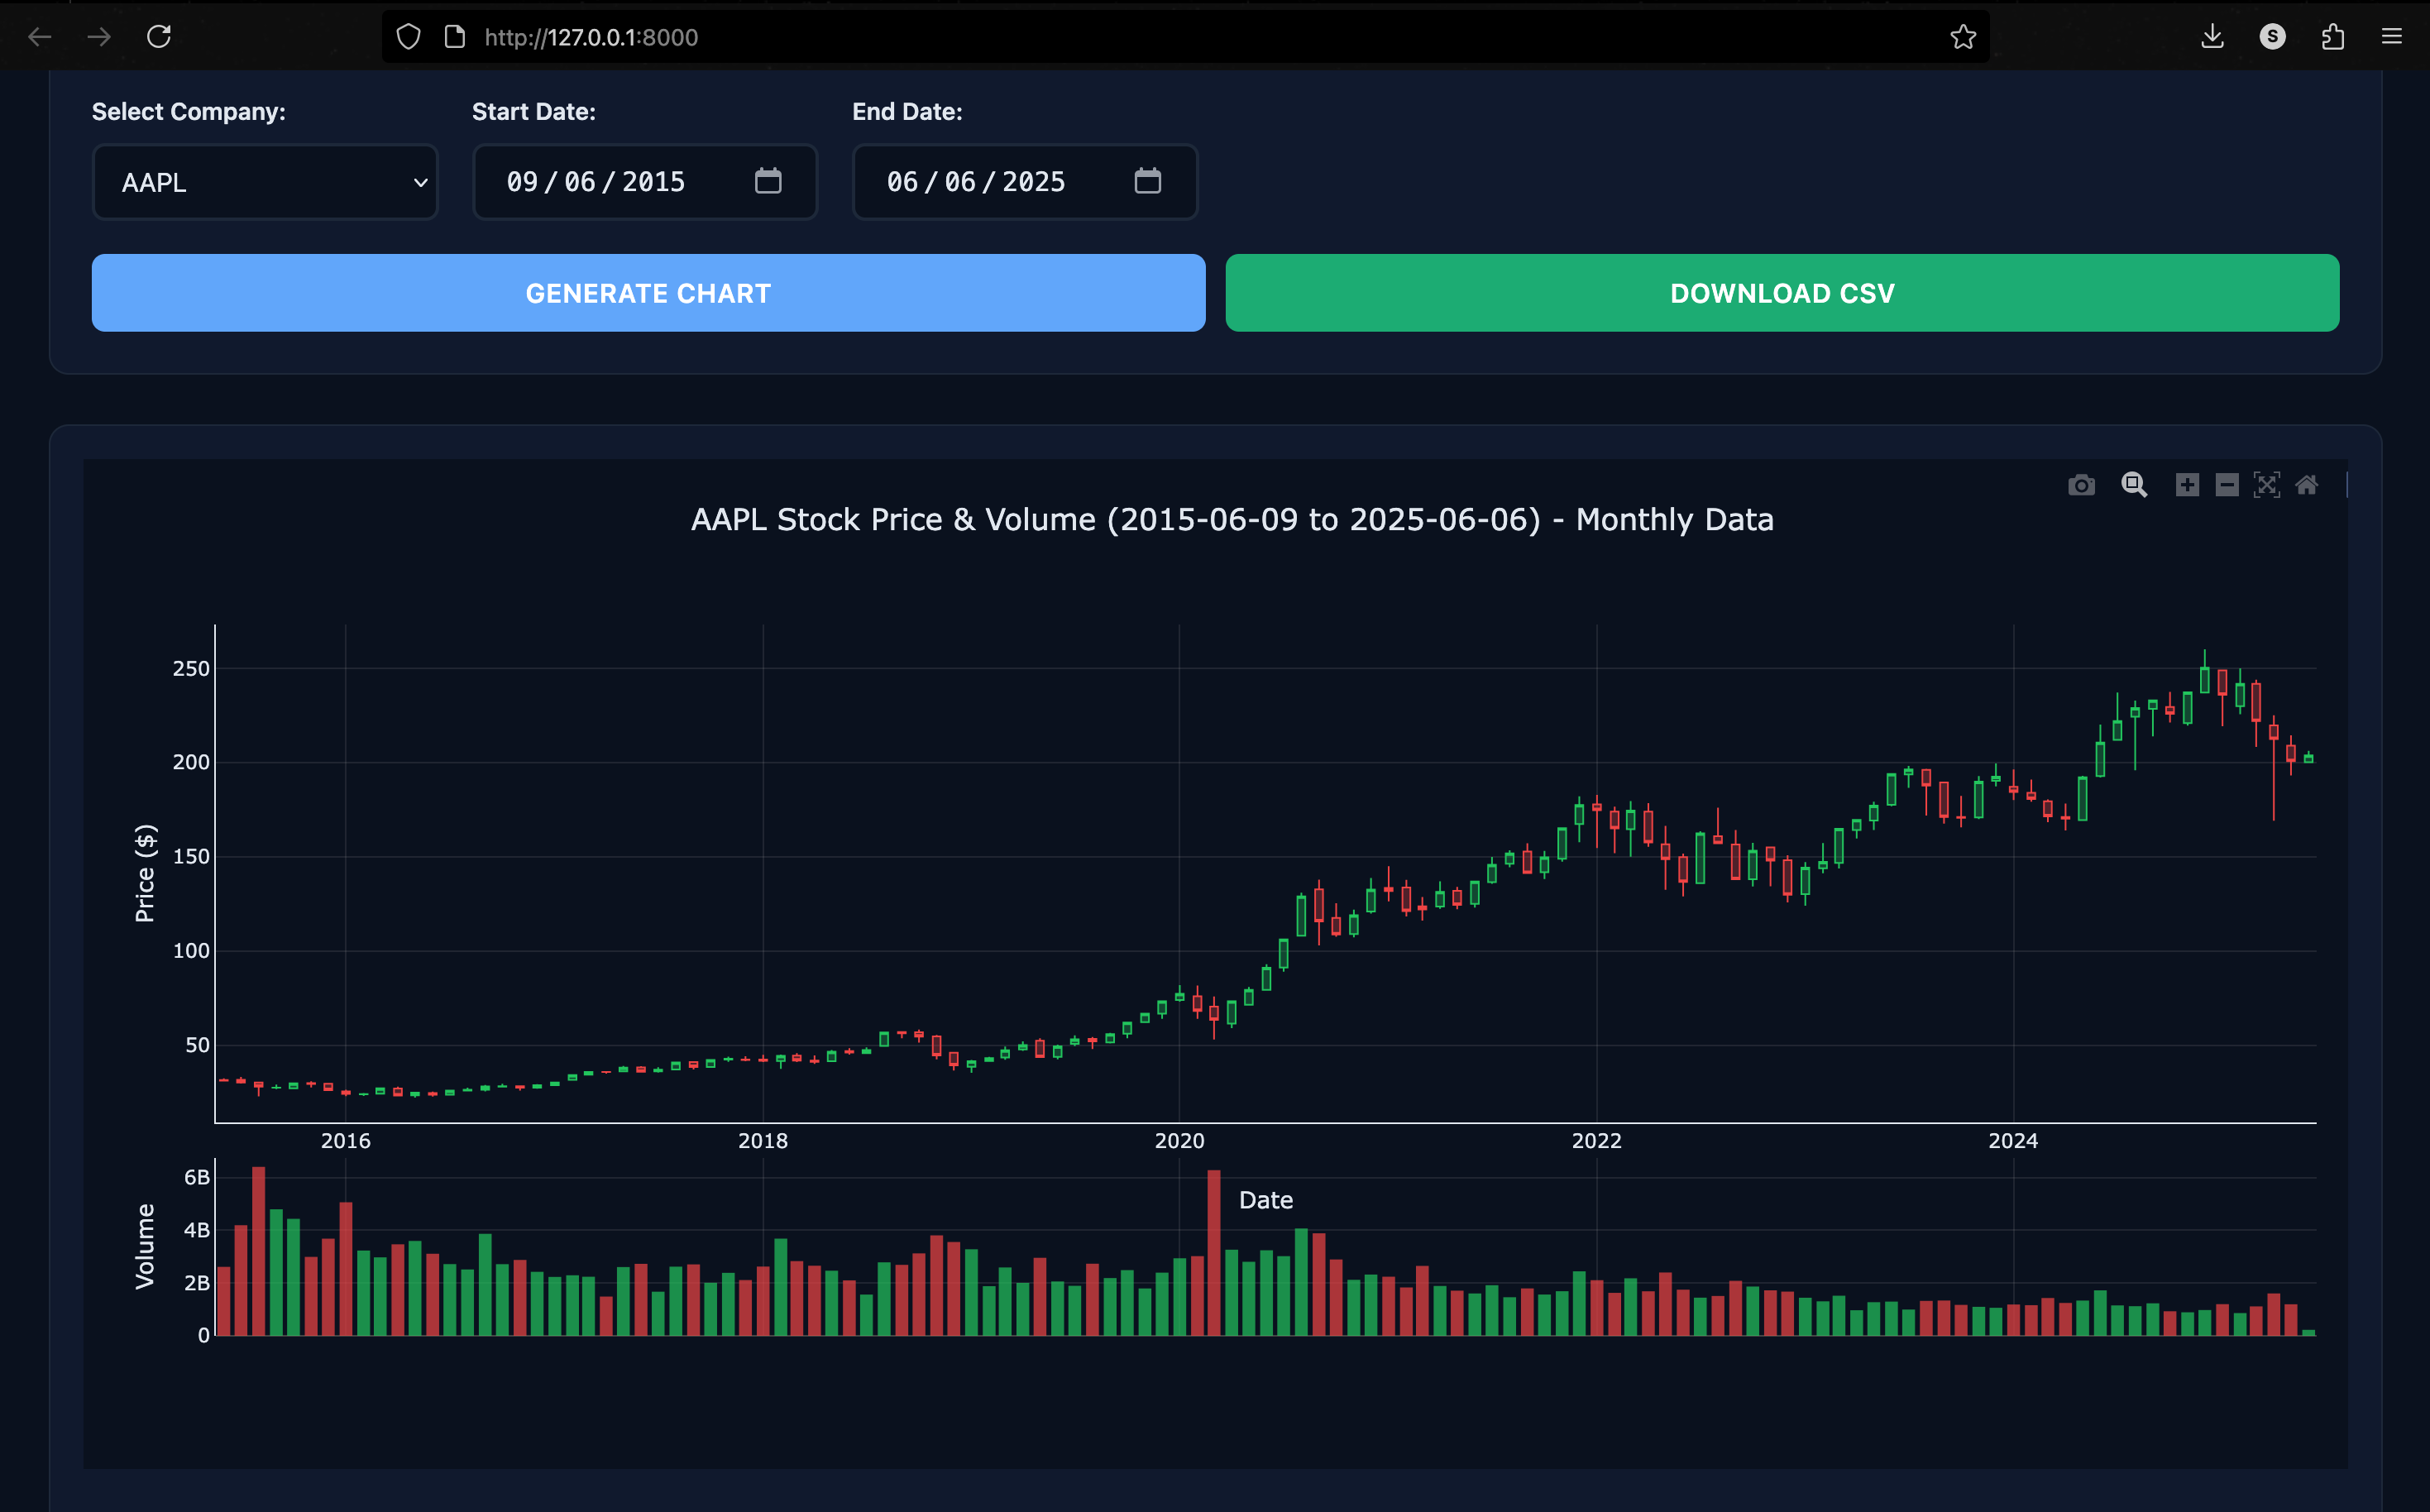 http://127.0.0.1:8000
S
Select Company:
Start Date:
End Date:
AAPL
09/06/2015
06/06/2025
GENERATE CHART
DOWNLOAD CSV
AAPL Stock Price & Volume (2015-06-09 to 2025-06-06) - Monthly Data
Price ($)
250
200
150
100
50
2016
2018
2020
2022
2024
Volume
6B
4B
2B
0
Date